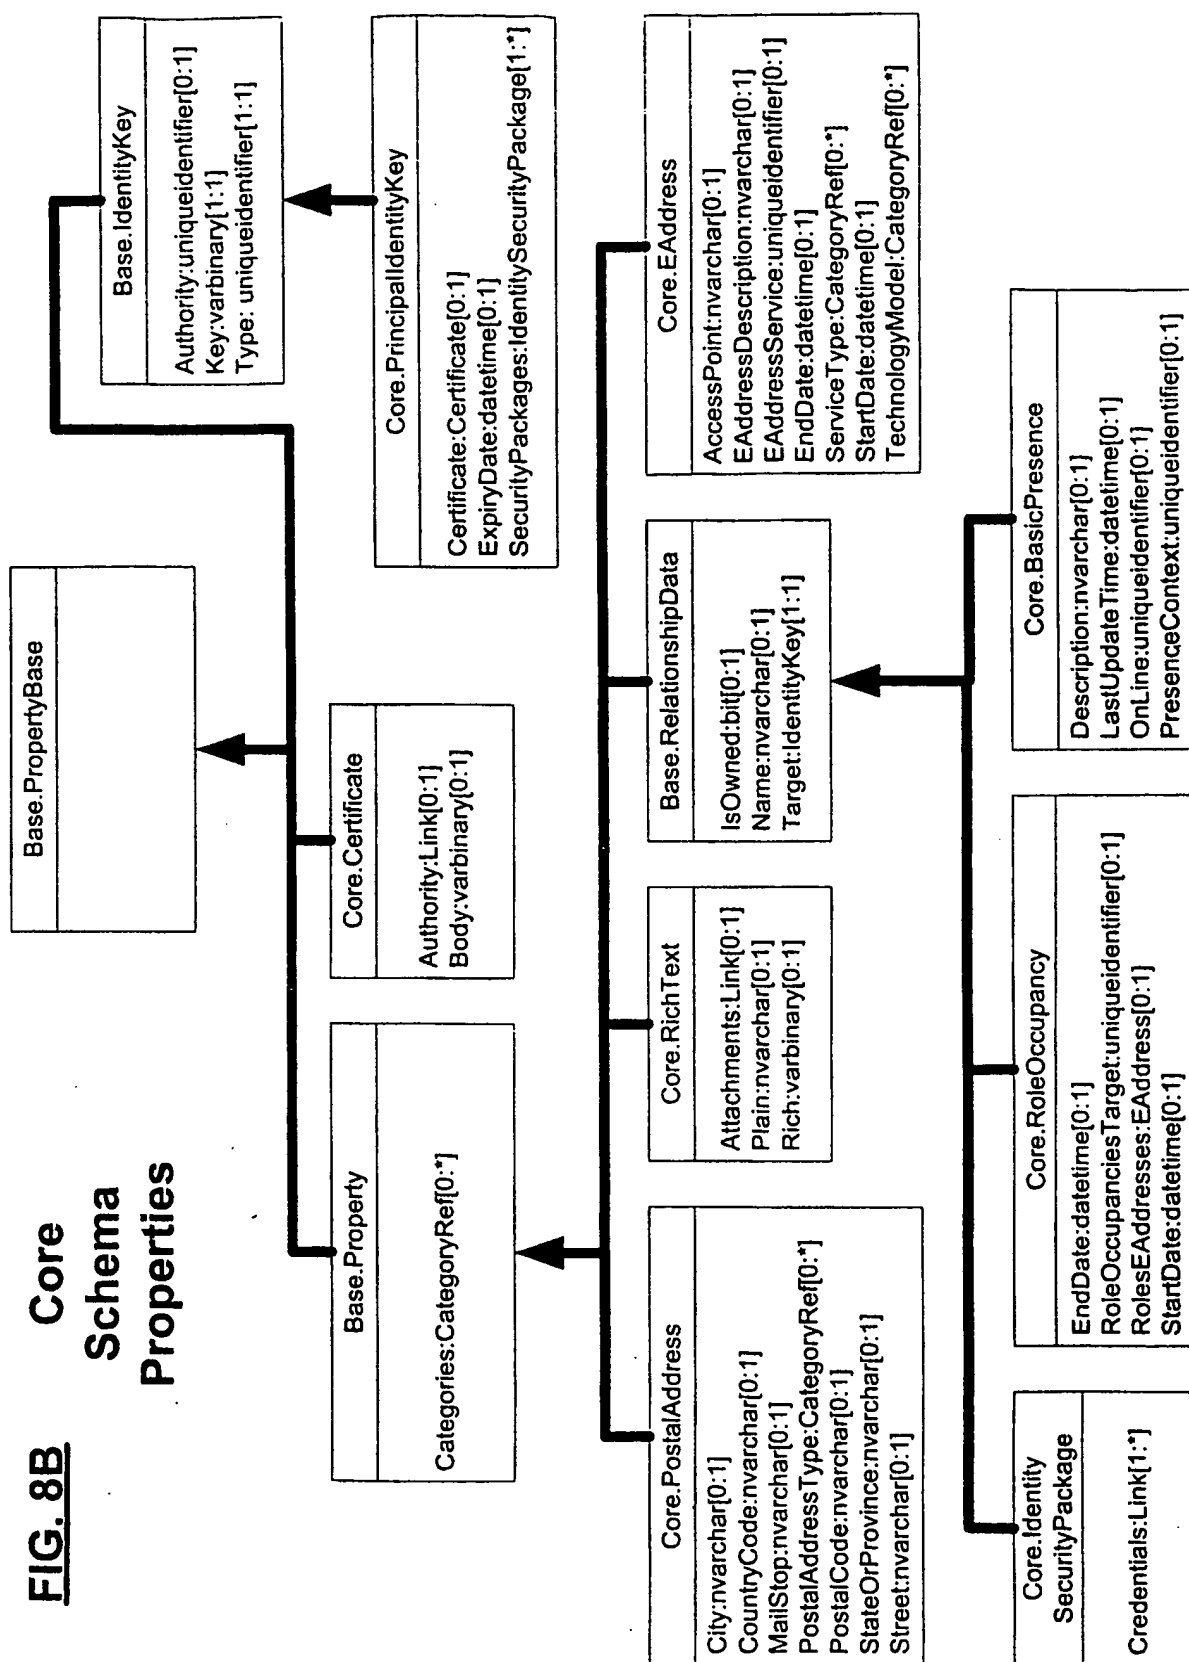 FIG. 8B
Core
Schema
Properties
Base.PropertyBase
Base.IdentityKey
Authority:uniqueidentifier[0:1]
Key:varbinary[1:1]
Type: uniqueidentifier[1:1]
Base.Property
Categories:CategoryRef[0:*]
Core.Certificate
Authority:Link[0:1]
Body:varbinary[0:1]
Core.PrincipalIdentityKey
Certificate:Certificate[0:1]
ExpiryDate:datetime[0:1]
SecurityPackages:IdentitySecurityPackage[1:*]
Core.PostalAddress
City:nvarchar[0:1]
CountryCode:nvarchar[0:1]
MailStop:nvarchar[0:1]
PostalAddressType:CategoryRef[0:*]
PostalCode:nvarchar[0:1]
StateOrProvince:nvarchar[0:1]
Street:nvarchar[0:1]
Core.RichText
Attachments:Link[0:1]
Plain:nvarchar[0:1]
Rich:varbinary[0:1]
Base.RelationshipData
IsOwned:bit[0:1]
Name:nvarchar[0:1]
Target:IdentityKey[1:1]
Core.EAddress
AccessPoint:nvarchar[0:1]
EAddressDescription:nvarchar[0:1]
EAddressService:uniqueidentifier[0:1]
EndDate:datetime[0:1]
ServiceType:CategoryRef[0:*]
StartDate:datetime[0:1]
TechnologyModel:CategoryRef[0:*]
Core.Identity
SecurityPackage
Credentials:Link[1:*]
Core.RoleOccupancy
EndDate:datetime[0:1]
RoleOccupanciesTarget:uniqueidentifier[0:1]
RolesEAddresses:EAddress[0:1]
StartDate:datetime[0:1]
Core.BasicPresence
Description:nvarchar[0:1]
LastUpdateTime:datetime[0:1]
OnLine:uniqueidentifier[0:1]
PresenceContext:uniqueidentifier[0:1]